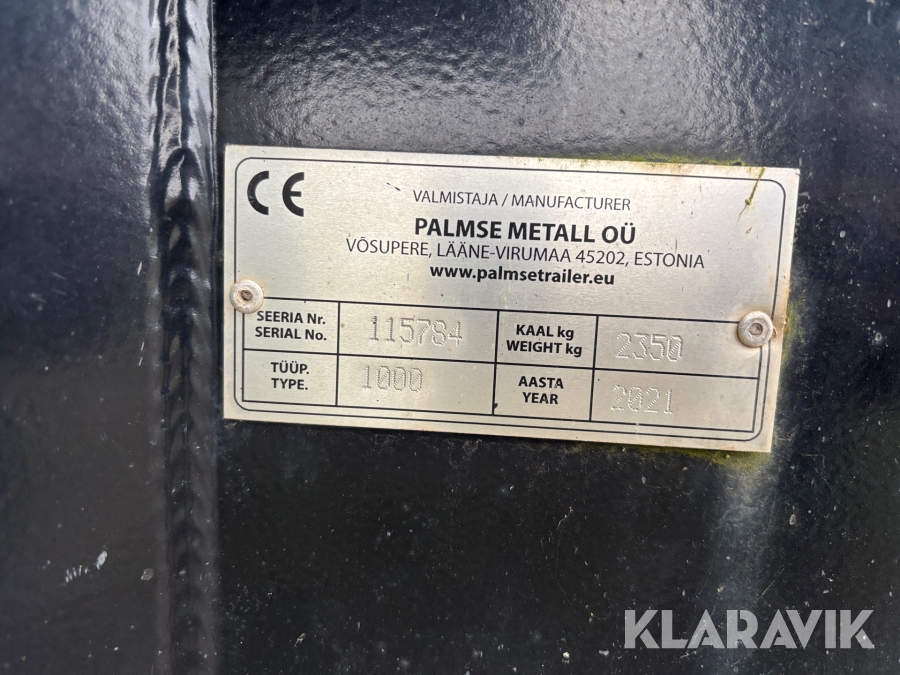 CE
VALMISTAJA / MANUFACTURER
PALMSE METALL OÜ
VÕSUPERE, LÄÄNE-VIRUMAA 45202, ESTONIA
www.palmsetrailer.eu
SEERIA Nr.
SERIAL No.
115784
KAAL kg
WEIGHT kg
2350
TÜÜP.
TYPE.
1000
AASTA
YEAR
2021
KLARAVIK